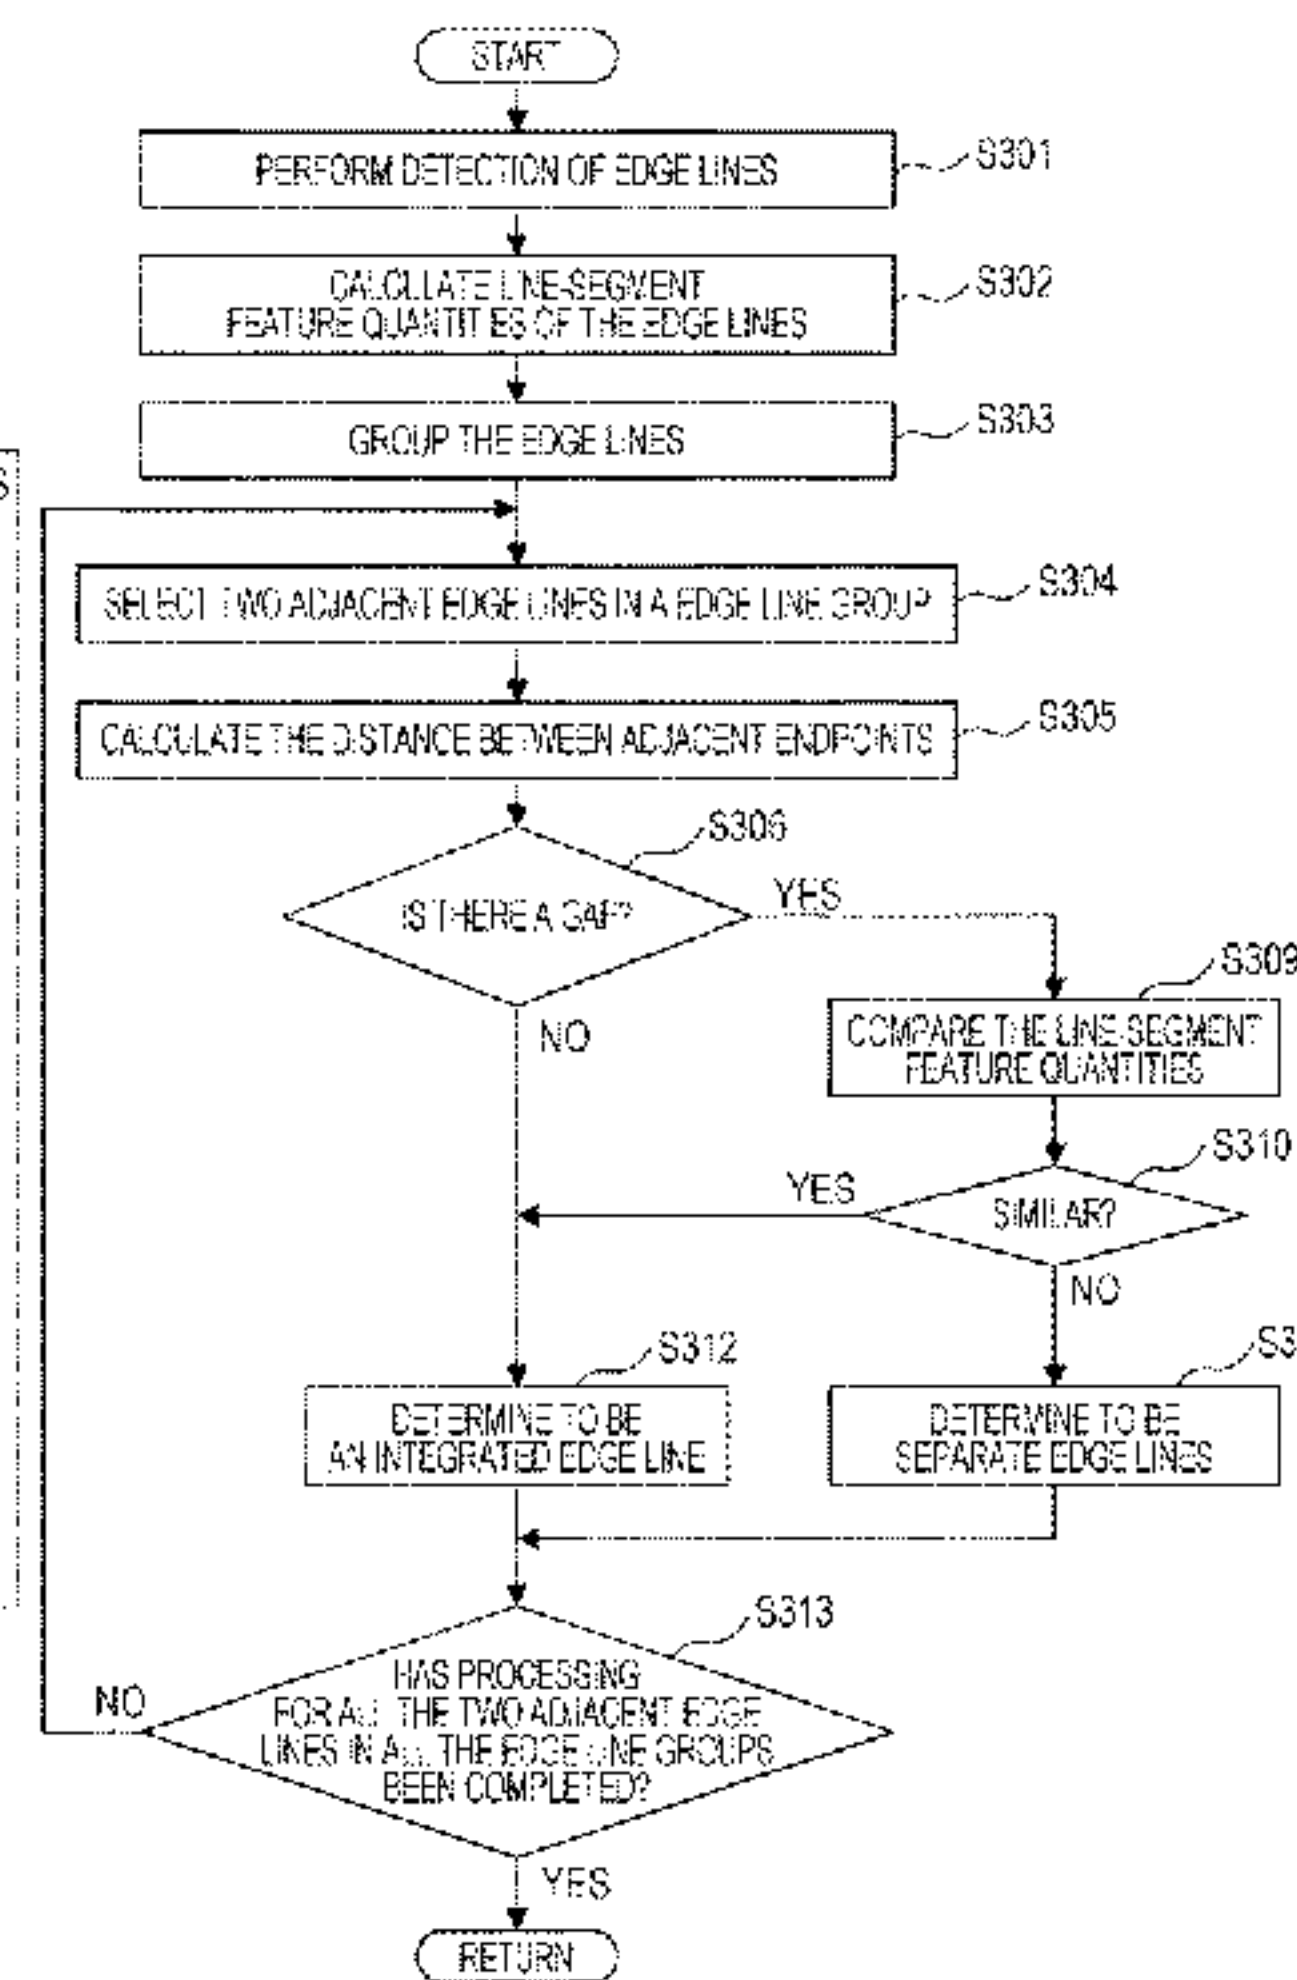 START
PERFORM DETECTION OF EDGE LINES
S301
CALCULATE LINE-SEGMENT
FEATURE QUANTITIES OF THE EDGE LINES
S302
GROUP THE EDGE LINES
S303
S
SELECT TWO ADJACENT EDGE LINES IN A EDGE LINE GROUP
S304
CALCULATE THE DISTANCE BETWEEN ADJACENT ENDPOINTS
S305
S306
IS THERE A GAP?
YES
NO
S309
COMPARE THE LINE-SEGMENT
FEATURE QUANTITIES
S310
SIMILAR?
YES
NO
S312
DETERMINE TO BE
AN INTEGRATED EDGE LINE
S3
DETERMINE TO BE
SEPARATE EDGE LINES
S313
HAS PROCESSING
FOR ALL THE TWO ADJACENT EDGE
LINES IN ALL THE EDGE LINE GROUPS
BEEN COMPLETED?
NO
YES
RETURN